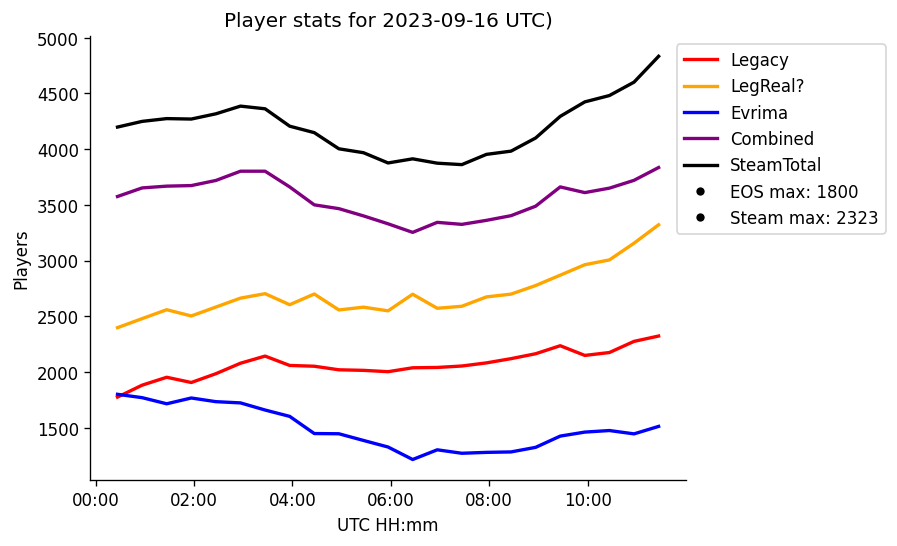 Player stats for 2023-09-16 UTC)
5000
4500
4000
3500
3000
2500
2000
1500
Players
00:00 02:00 04:00 06:00 08:00 10:00
UTC HH:mm
Legacy
LegReal?
Evrima
Combined
SteamTotal
EOS max: 1800
Steam max: 2323